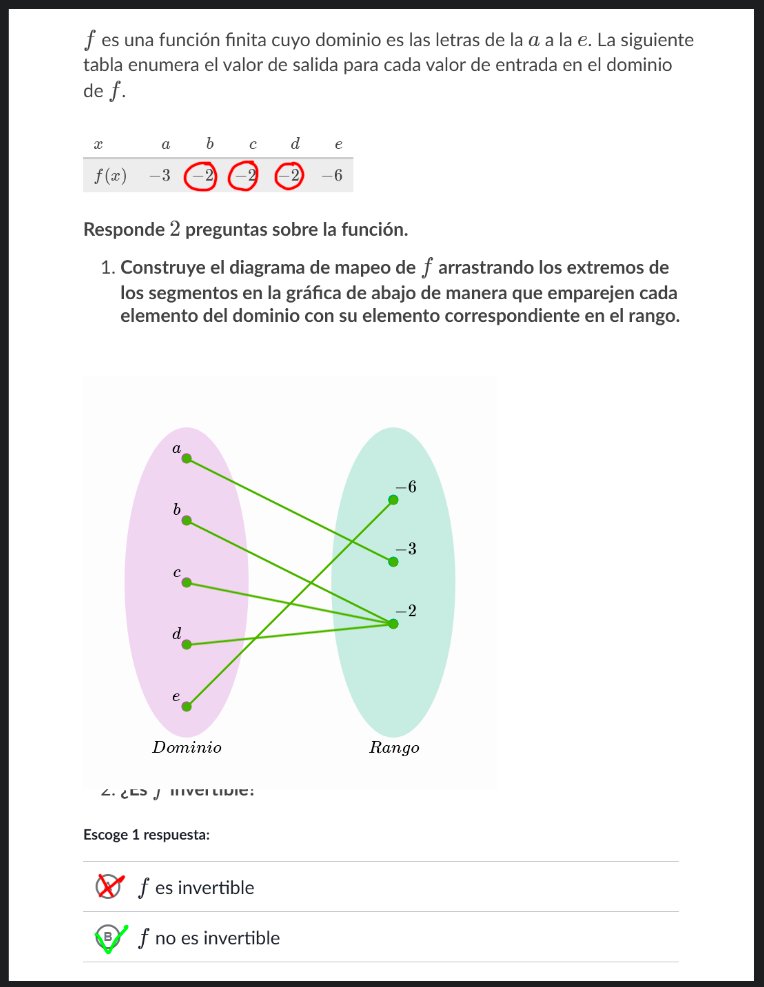 f es una función finita cuyo dominio es las letras de la a a la e. La siguiente
tabla enumera el valor de salida para cada valor de entrada en el dominio
de f.
x a b c d e
f(x) −3 −2 −2 −2 −6
Responde 2 preguntas sobre la función.
1. Construye el diagrama de mapeo de f arrastrando los extremos de
los segmentos en la gráfica de abajo de manera que emparejen cada
elemento del dominio con su elemento correspondiente en el rango.
a
−6
b
−3
c
−2
d
e
Dominio Rango
2. ¿Es f invertible?
Escoge 1 respuesta:
f es invertible
B f no es invertible